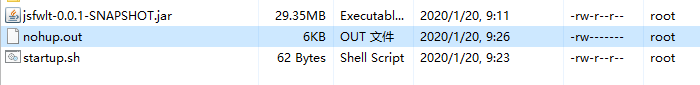 jsfwlt-0.0.1-SNAPSHOT.jar 29.35MB Executabl... 2020/1/20, 9:11 -rw-r--r-- root
nohup.out 6KB OUT 文件 2020/1/20, 9:26 -rw------- root
startup.sh 62 Bytes Shell Script 2020/1/20, 9:23 -rw-r--r-- root